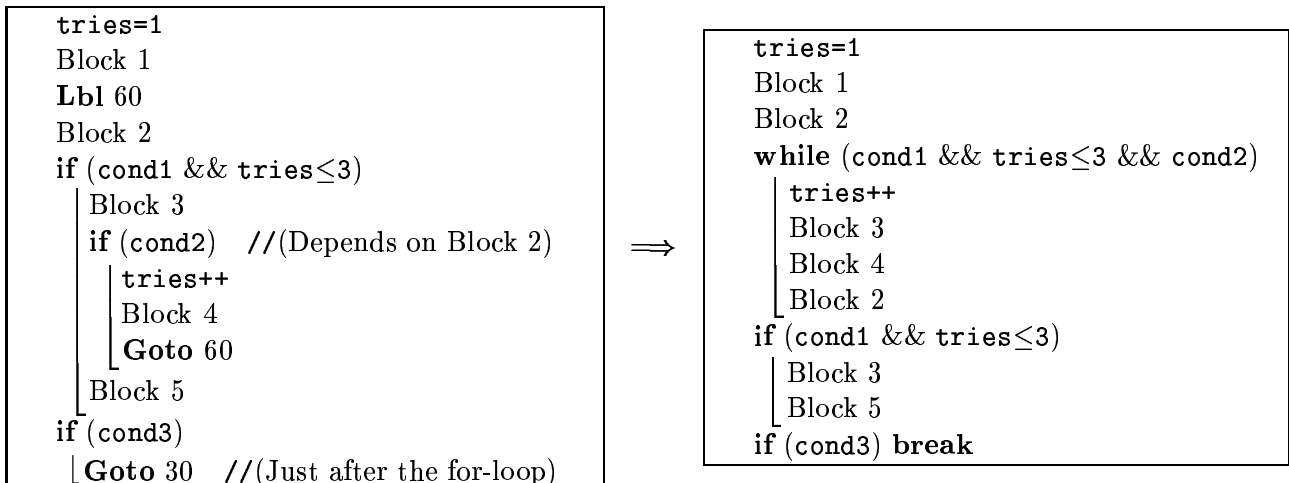 tries=1
Block 1
Lbl 60
Block 2
if (cond1 && tries≤3)
Block 3
if (cond2) //(Depends on Block 2)
tries++
Block 4
Goto 60
Block 5
if (cond3)
Goto 30 //(Just after the for-loop)
⟹
tries=1
Block 1
Block 2
while (cond1 && tries≤3 && cond2)
tries++
Block 3
Block 4
Block 2
if (cond1 && tries≤3)
Block 3
Block 5
if (cond3) break